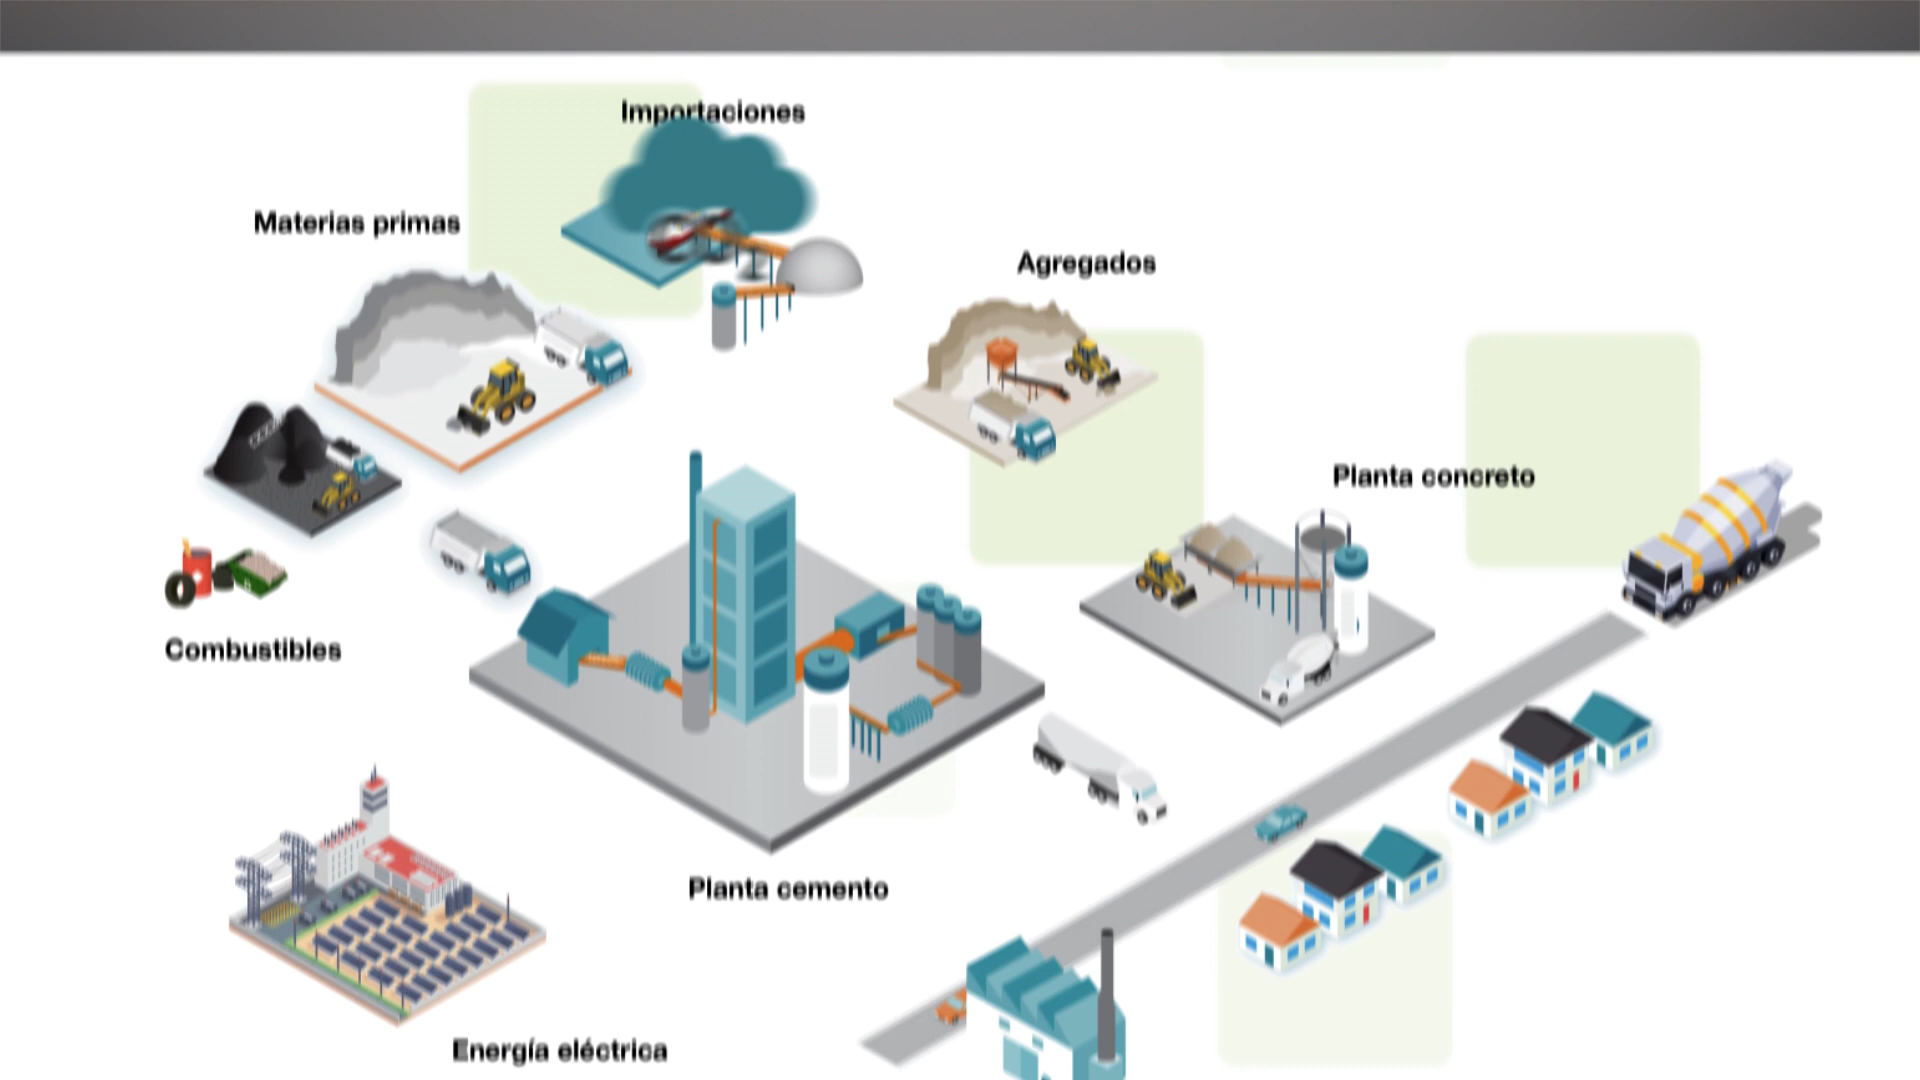 Importaciones
Materias primas
Agregados
Planta concreto
Combustibles
Planta cemento
Energía eléctrica